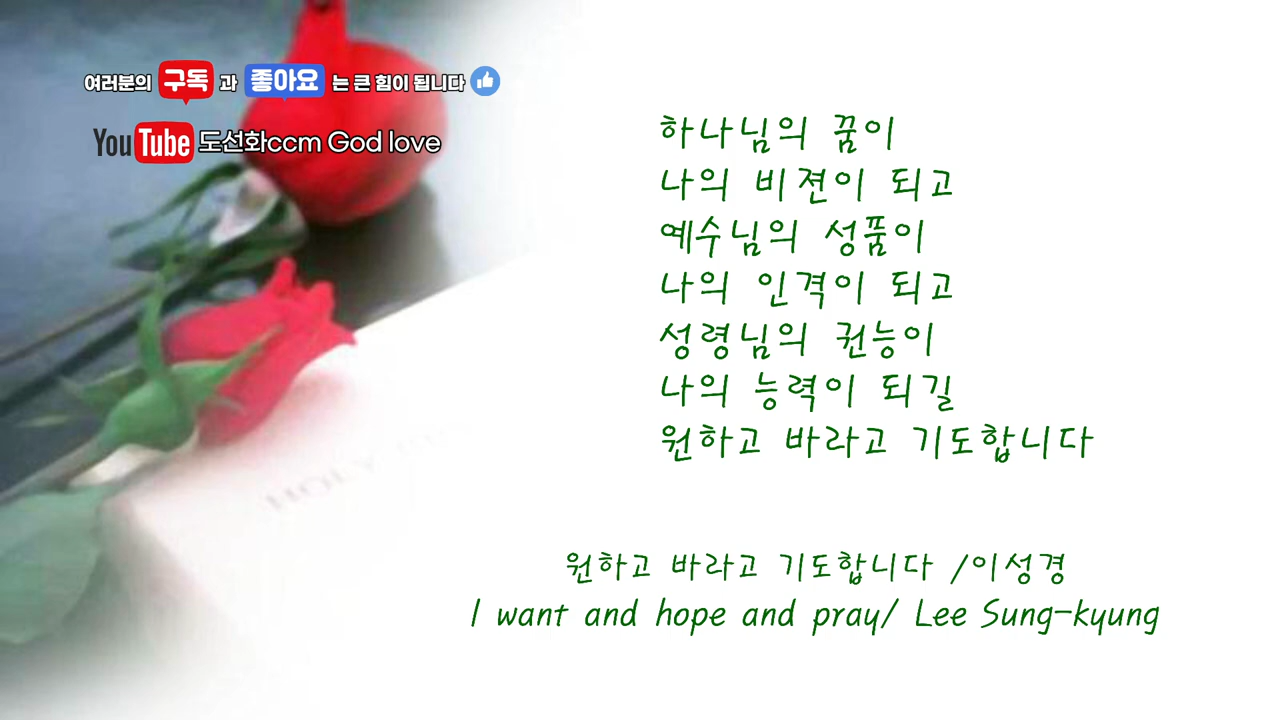 여러분의 구독 과 좋아요 는 큰 힘이 됩니다
YouTube 도선화ccm God love
하나님의 꿈이
나의 비젼이 되고
예수님의 성품이
나의 인격이 되고
성령님의 권능이
나의 능력이 되길
원하고 바라고 기도합니다
HOLY
원하고 바라고 기도합니다 /이성경
I want and hope and pray/ Lee Sung-kyung